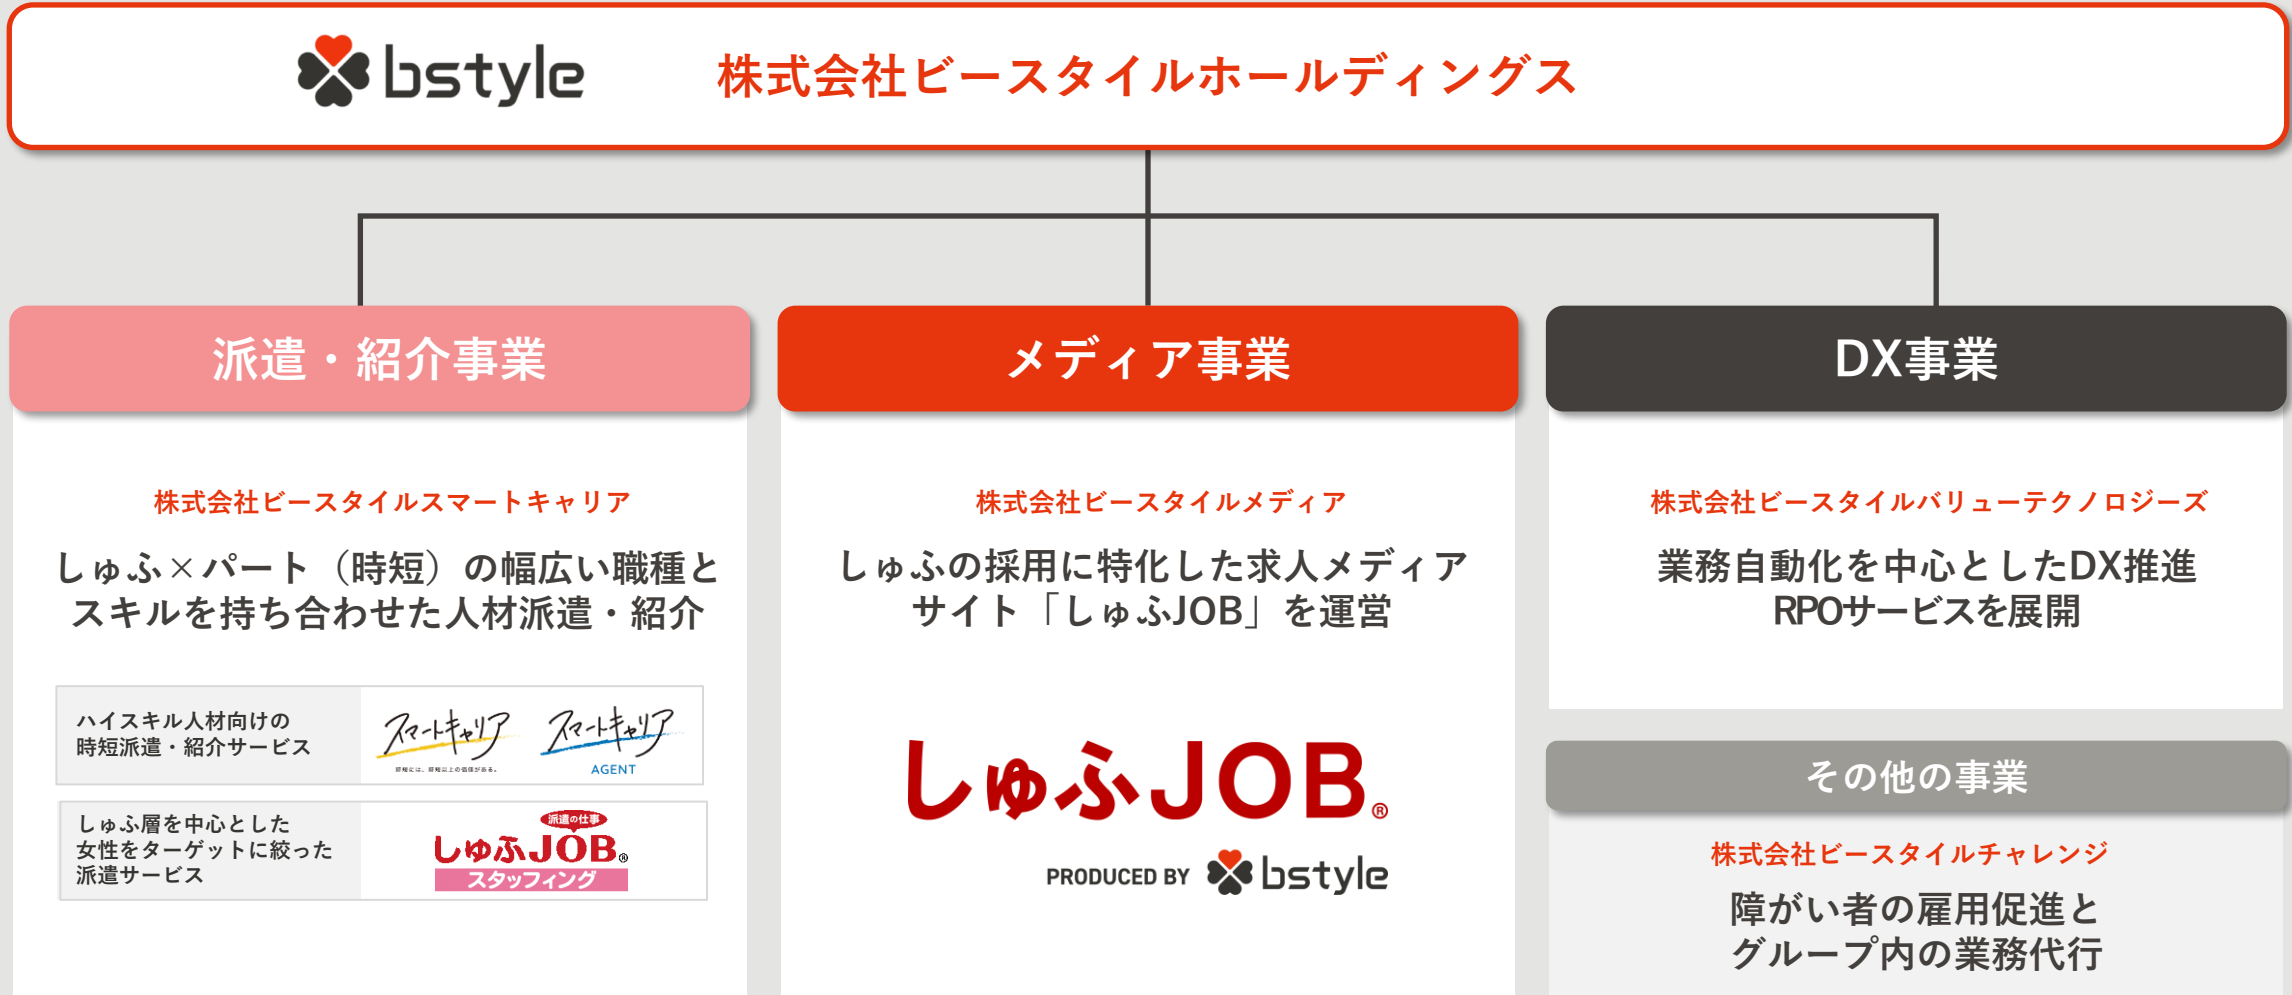 bstyle 株式会社ビースタイルホールディングス
派遣・紹介事業
株式会社ビースタイルスマートキャリア
しゅふ×パート（時短）の幅広い職種と
スキルを持ち合わせた人材派遣・紹介
ハイスキル人材向けの
時短派遣・紹介サービス
スマートキャリア
時短には、時短以上の価値がある。
スマートキャリア
AGENT
しゅふ層を中心とした
女性をターゲットに絞った
派遣サービス
派遣の仕事
しゅふJOB®
スタッフィング
メディア事業
株式会社ビースタイルメディア
しゅふの採用に特化した求人メディア
サイト「しゅふJOB」を運営
しゅふJOB®
PRODUCED BY bstyle
DX事業
株式会社ビースタイルバリューテクノロジーズ
業務自動化を中心としたDX推進
RPOサービスを展開
その他の事業
株式会社ビースタイルチャレンジ
障がい者の雇用促進と
グループ内の業務代行